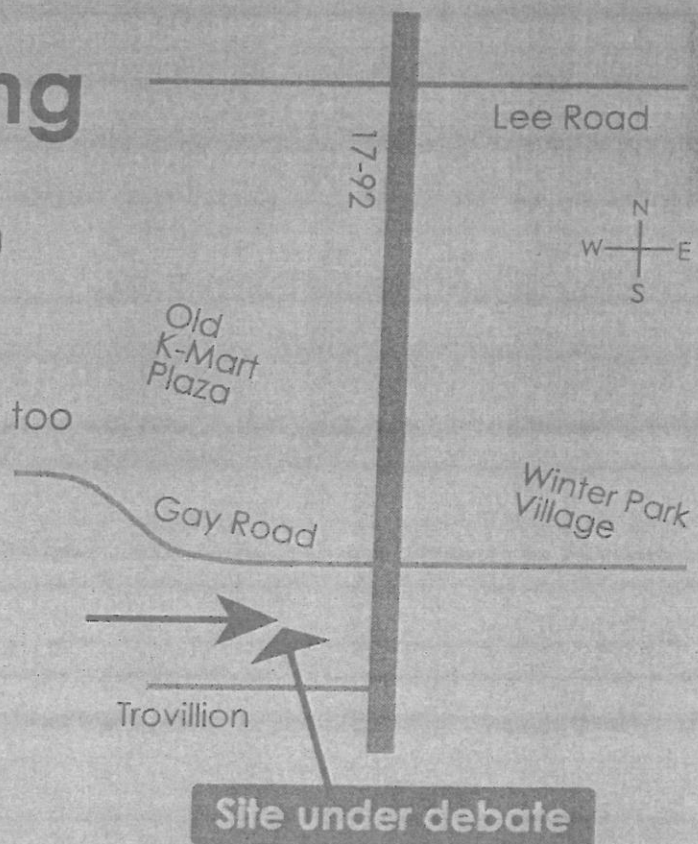 ng
Lee Road
17-92
N
W E
S
Old
K-Mart
Plaza
too
Winter Park
Village
Gay Road
Trovillion
Site under debate